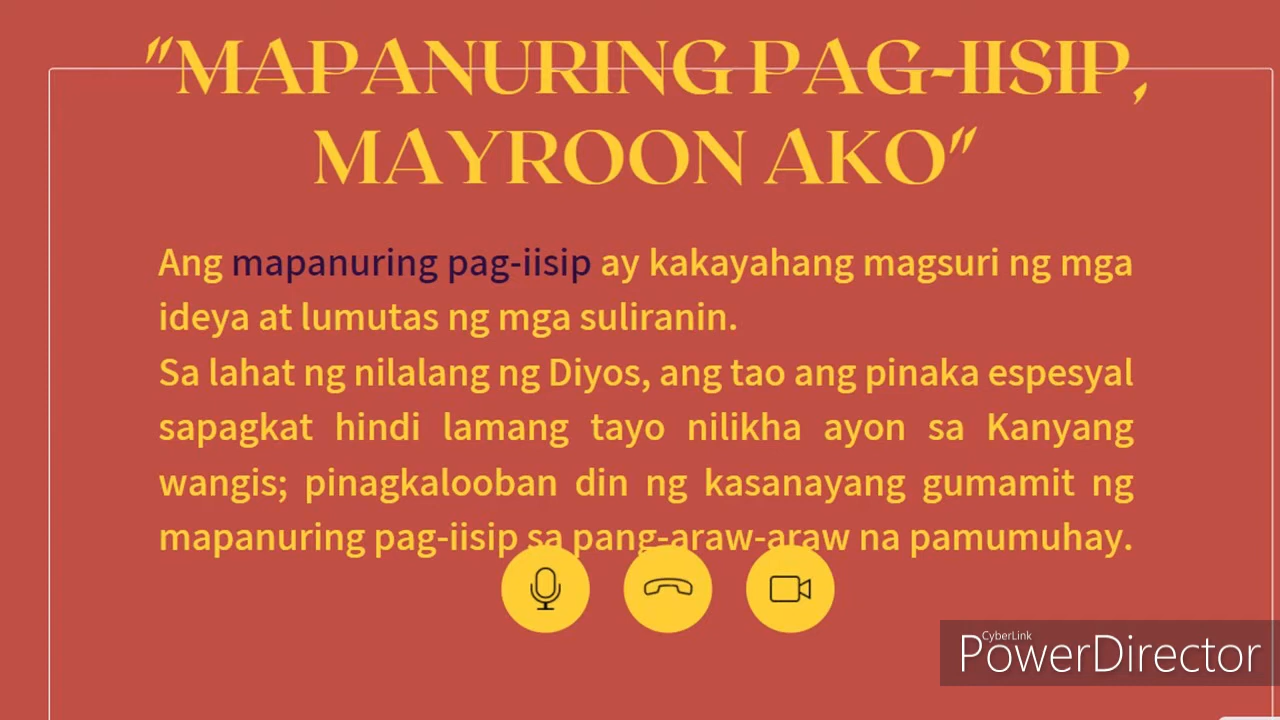 "MAPANURING PAG-IISIP,
MAYROON AKO"
Ang mapanuring pag-iisip ay kakayahang magsuri ng mga
ideya at lumutas ng mga suliranin.
Sa lahat ng nilalang ng Diyos, ang tao ang pinaka espesyal
sapagkat hindi lamang tayo nilikha ayon sa Kanyang
wangis; pinagkalooban din ng kasanayang gumamit ng
mapanuring pag-iisip sa pang-araw-araw na pamumuhay.
CyberLink
PowerDirector